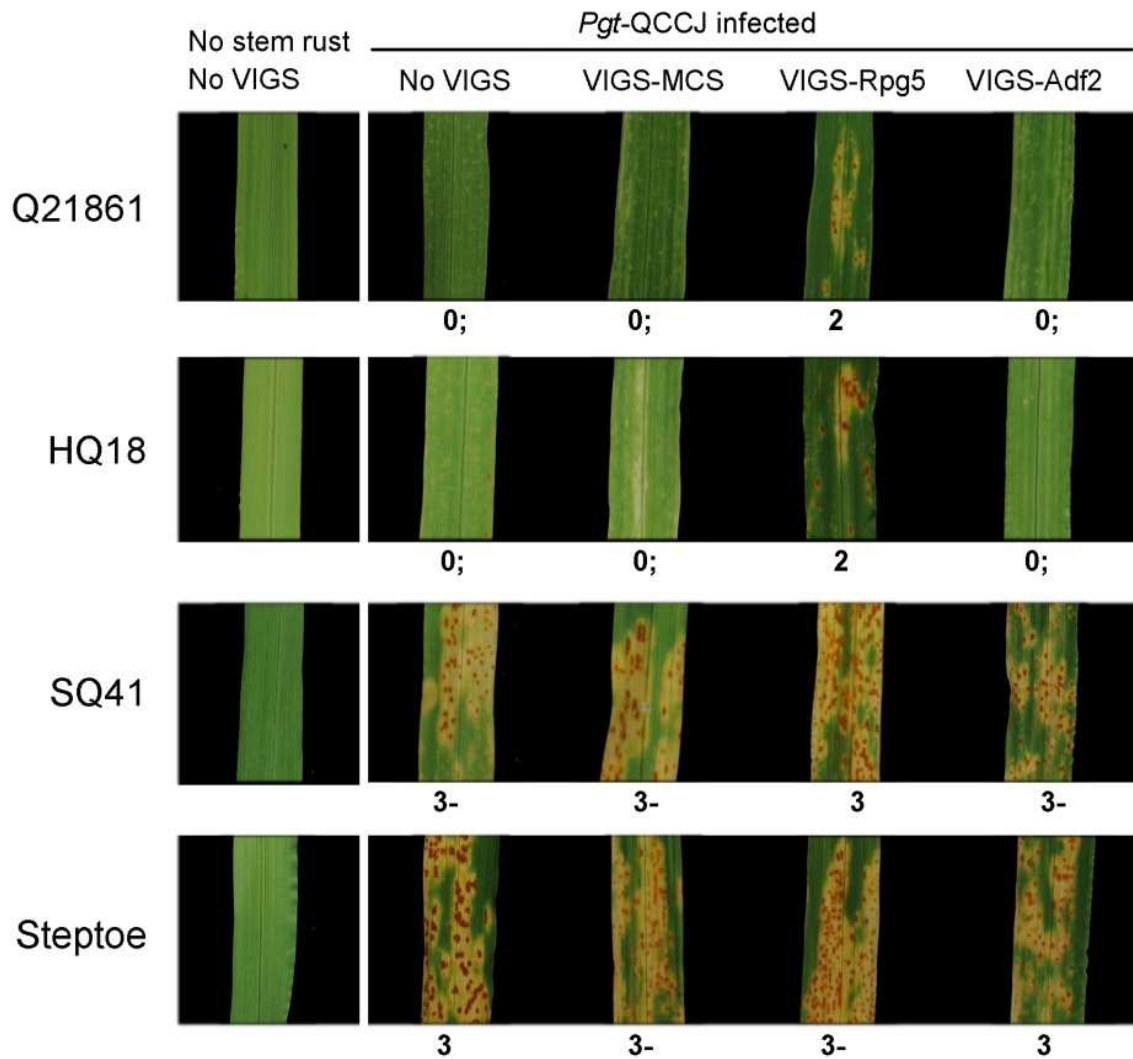 Pgt-QCCJ infected
No stem rust
No VIGS
No VIGS
VIGS-MCS
VIGS-Rpg5
VIGS-Adf2
Q21861
0;
0;
2
0;
HQ18
0;
0;
2
0;
SQ41
3-
3-
3
3-
Steptoe
3
3-
3-
3